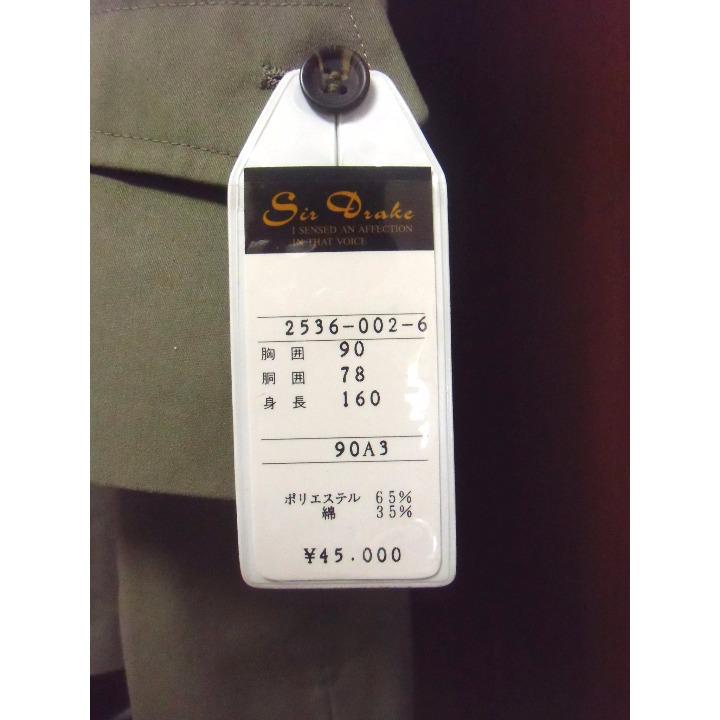 Sir Drake
I SENSED AN AFFECTION
IN THAT VOICE
2536-002-6
胸囲 90
胴囲 78
身長 160
90A3
ポリエステル 65%
綿 35%
¥45.000